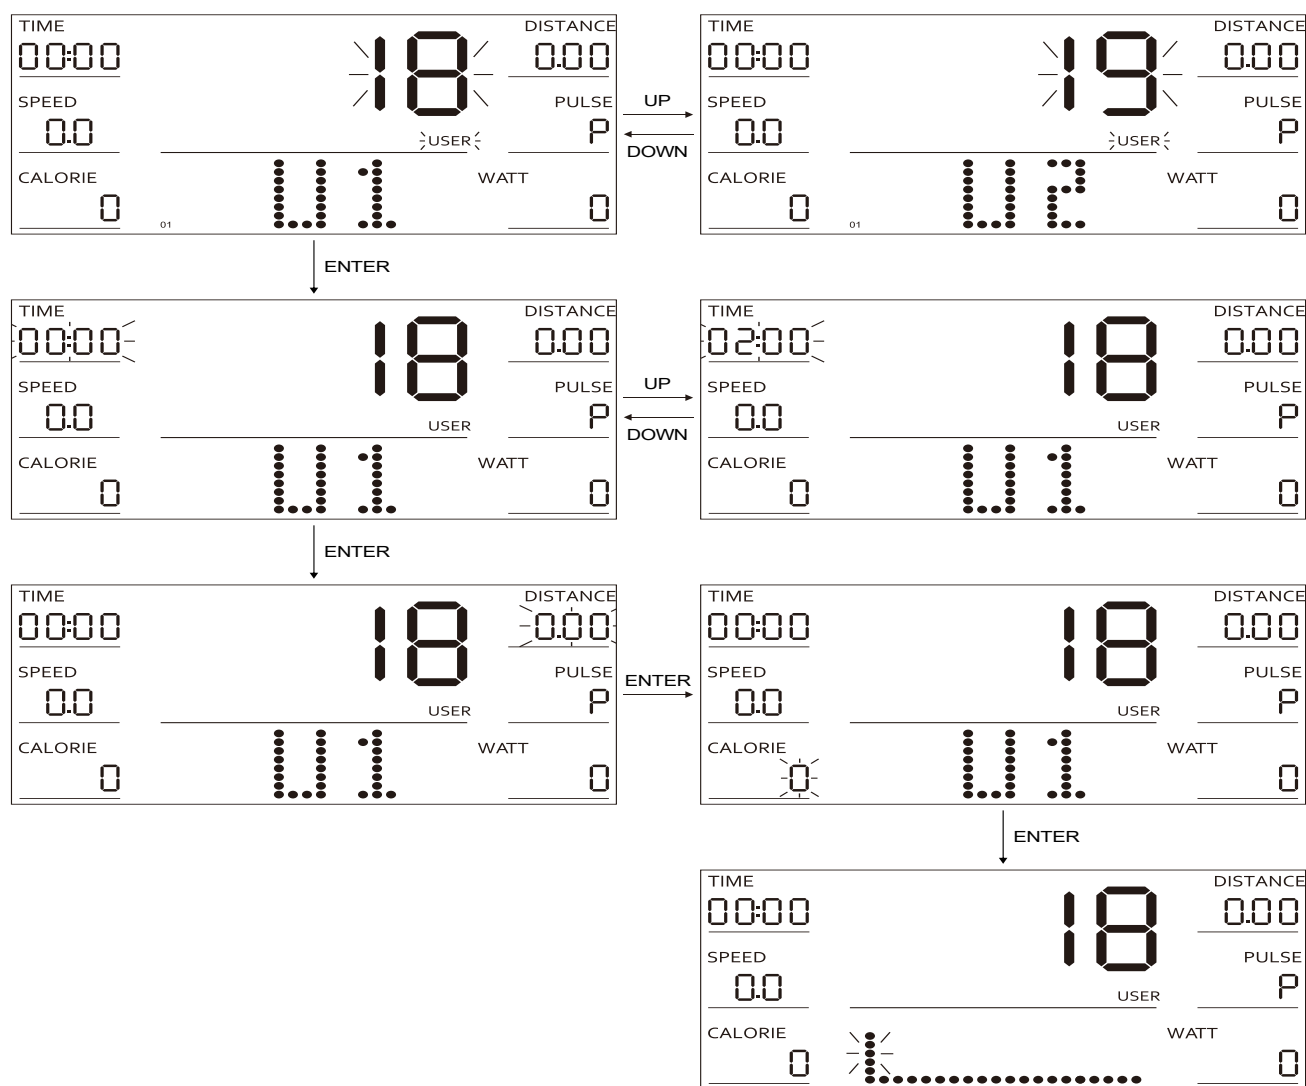 TIME 18 DISTANCE
00:00 0.00
SPEED PULSE
0.0 USER P
CALORIE U1 WATT
0 01 0
UP
DOWN
TIME 19 DISTANCE
00:00 0.00
SPEED PULSE
0.0 USER P
CALORIE U2 WATT
0 01 0
ENTER
TIME 18 DISTANCE
00:00 0.00
SPEED PULSE
0.0 USER P
CALORIE U1 WATT
0 0
UP
DOWN
TIME 18 DISTANCE
02:00 0.00
SPEED PULSE
0.0 USER P
CALORIE U1 WATT
0 0
ENTER
TIME 18 DISTANCE
00:00 0.00
SPEED PULSE
0.0 USER P
CALORIE U1 WATT
0 0
ENTER
TIME 18 DISTANCE
00:00 0.00
SPEED PULSE
0.0 USER P
CALORIE U1 WATT
0 0
ENTER
TIME 18 DISTANCE
00:00 0.00
SPEED PULSE
0.0 USER P
CALORIE WATT
0 0